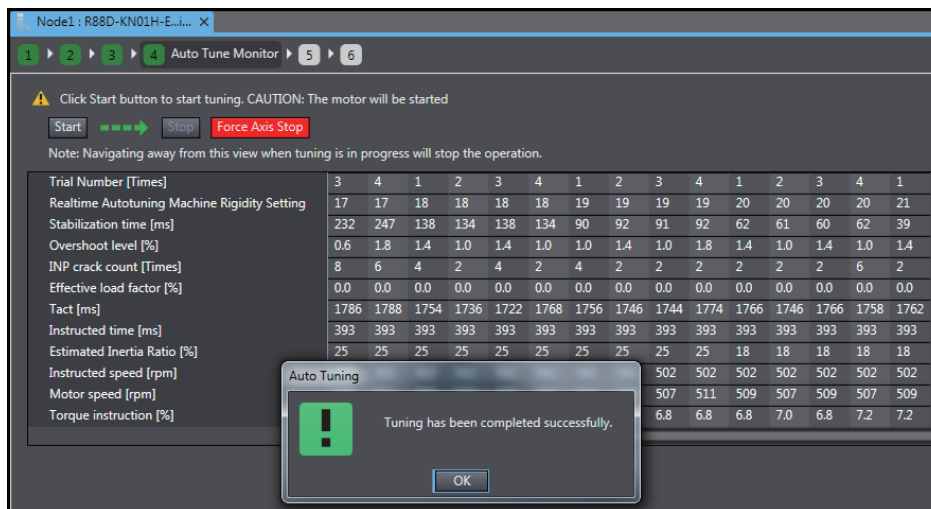 Node1 : R88D-KN01H-E...i... ×
1 2 3 4 Auto Tune Monitor 5 6
Click Start button to start tuning. CAUTION: The motor will be started
Start Stop Force Axis Stop
Note: Navigating away from this view when tuning is in progress will stop the operation.
Trial Number [Times] 3 4 1 2 3 4 1 2 3 4 1 2 3 4 1
Realtime Autotuning Machine Rigidity Setting 17 17 18 18 18 18 19 19 19 19 20 20 20 20 21
Stabilization time [ms] 232 247 138 134 138 134 90 92 91 92 62 61 60 62 39
Overshoot level [%] 0.6 1.8 1.4 1.0 1.4 1.0 1.0 1.4 1.0 1.8 1.4 1.0 1.4 1.0 1.4
INP crack count [Times] 8 6 4 2 4 2 4 2 2 2 2 2 2 6 2
Effective load factor [%] 0.0 0.0 0.0 0.0 0.0 0.0 0.0 0.0 0.0 0.0 0.0 0.0 0.0 0.0 0.0
Tact [ms] 1786 1788 1754 1736 1722 1768 1756 1746 1744 1774 1766 1746 1766 1758 1762
Instructed time [ms] 393 393 393 393 393 393 393 393 393 393 393 393 393 393 393
Estimated Inertia Ratio [%] 25 25 25 25 25 25 25 25 25 25 18 18 18 18 18
Instructed speed [rpm] 502 502 502 502 502 502 502
Motor speed [rpm] 507 511 509 507 509 507 509
Torque instruction [%] 6.8 6.8 6.8 7.0 6.8 7.2 7.2
Auto Tuning
Tuning has been completed successfully.
OK